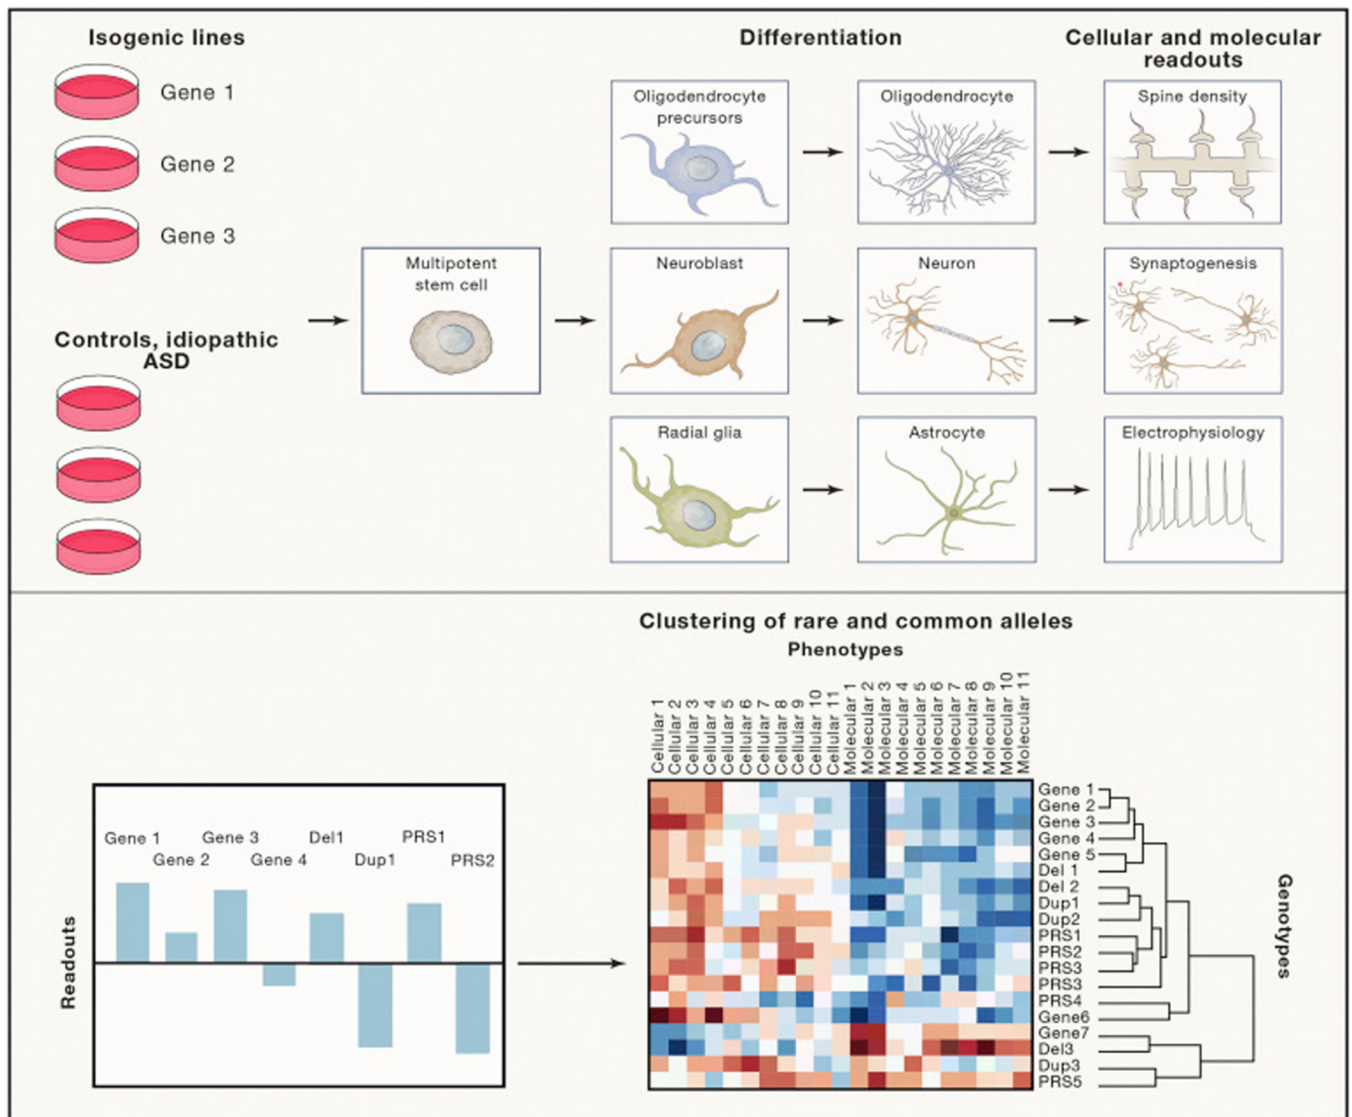 Isogenic lines
Gene 1
Gene 2
Gene 3
Controls, idiopathic
ASD
Multipotent
stem cell
Differentiation
Oligodendrocyte
precursors
Oligodendrocyte
Neuroblast
Neuron
Radial glia
Astrocyte
Cellular and molecular
readouts
Spine density
Synaptogenesis
Electrophysiology
Readouts
Gene 1
Gene 2
Gene 3
Gene 4
Del1
Dup1
PRS1
PRS2
Clustering of rare and common alleles
Phenotypes
Cellular 1
Cellular 2
Cellular 3
Cellular 4
Cellular 5
Cellular 6
Cellular 7
Cellular 8
Cellular 9
Cellular 10
Cellular 11
Molecular 1
Molecular 2
Molecular 3
Molecular 4
Molecular 5
Molecular 6
Molecular 7
Molecular 8
Molecular 9
Molecular 10
Molecular 11
Gene 1
Gene 2
Gene 3
Gene 4
Gene 5
Del 1
Del 2
Dup1
Dup2
PRS1
PRS2
PRS3
PRS3
PRS4
Gene6
Gene7
Del3
Dup3
PRS5
Genotypes